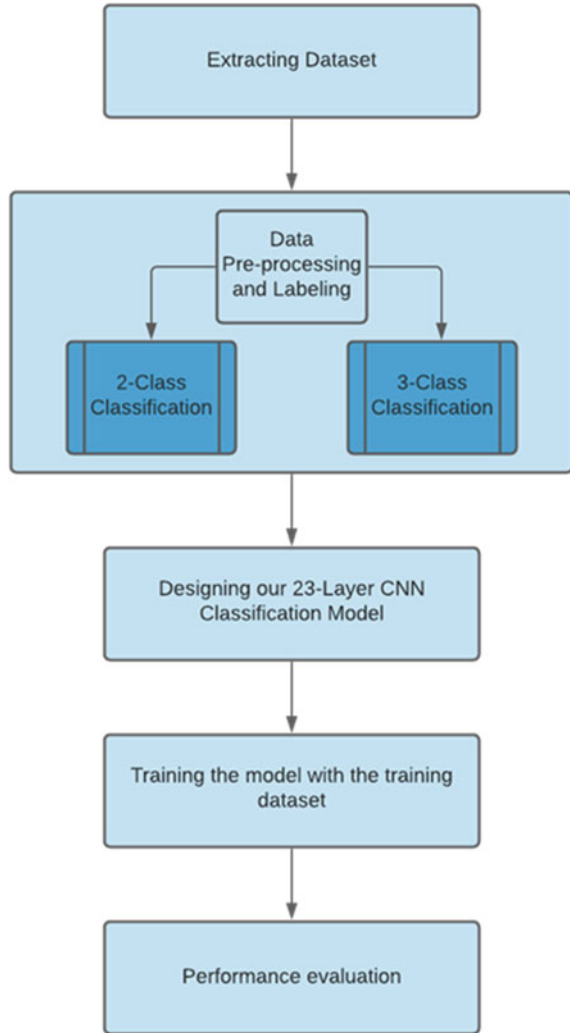 Extracting Dataset
Data
Pre-processing
and Labeling
2-Class
Classification
3-Class
Classification
Designing our 23-Layer CNN
Classification Model
Training the model with the training
dataset
Performance evaluation